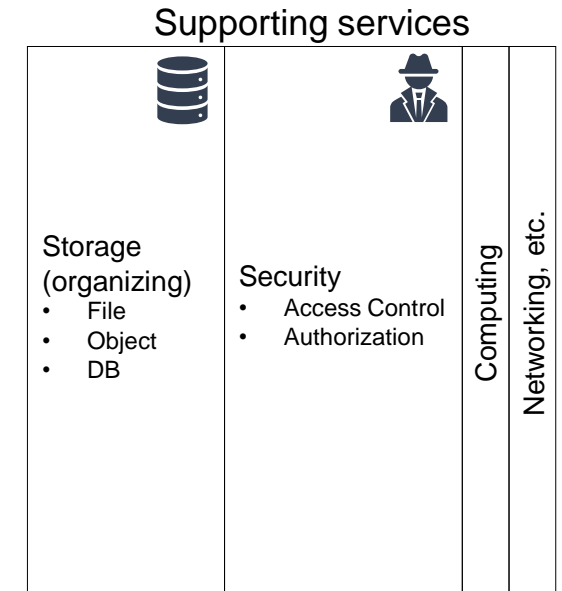 Supporting services
Storage
(organizing)
• File
• Object
• DB
Security
• Access Control
• Authorization
Computing
Networking, etc.